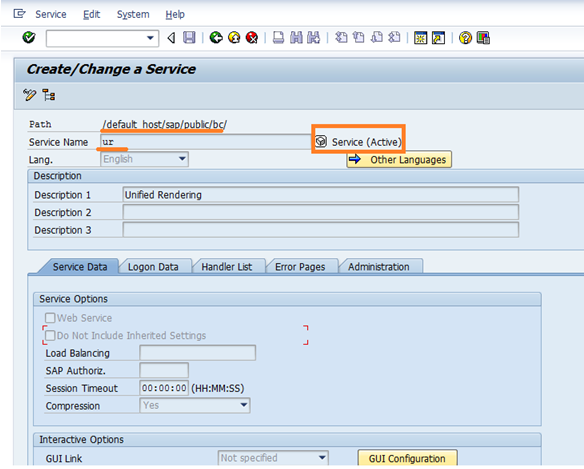 Service Edit System Help
Create/Change a Service
Path /default_host/sap/public/bc/
Service Name ur Service (Active)
Lang. English Other Languages
Description
Description 1 Unified Rendering
Description 2
Description 3
Service Data Logon Data Handler List Error Pages Administration
Service Options
Web Service
Do Not Include Inherited Settings
Load Balancing
SAP Authoriz.
Session Timeout 00:00:00 (HH:MM:SS)
Compression Yes
Interactive Options
GUI Link Not specified GUI Configuration